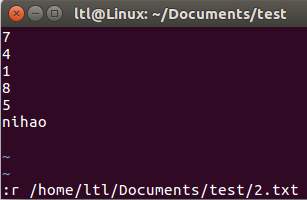 ltl@Linux: ~/Documents/test
7
4
1
8
5
nihao
~
~
:r /home/ltl/Documents/test/2.txt